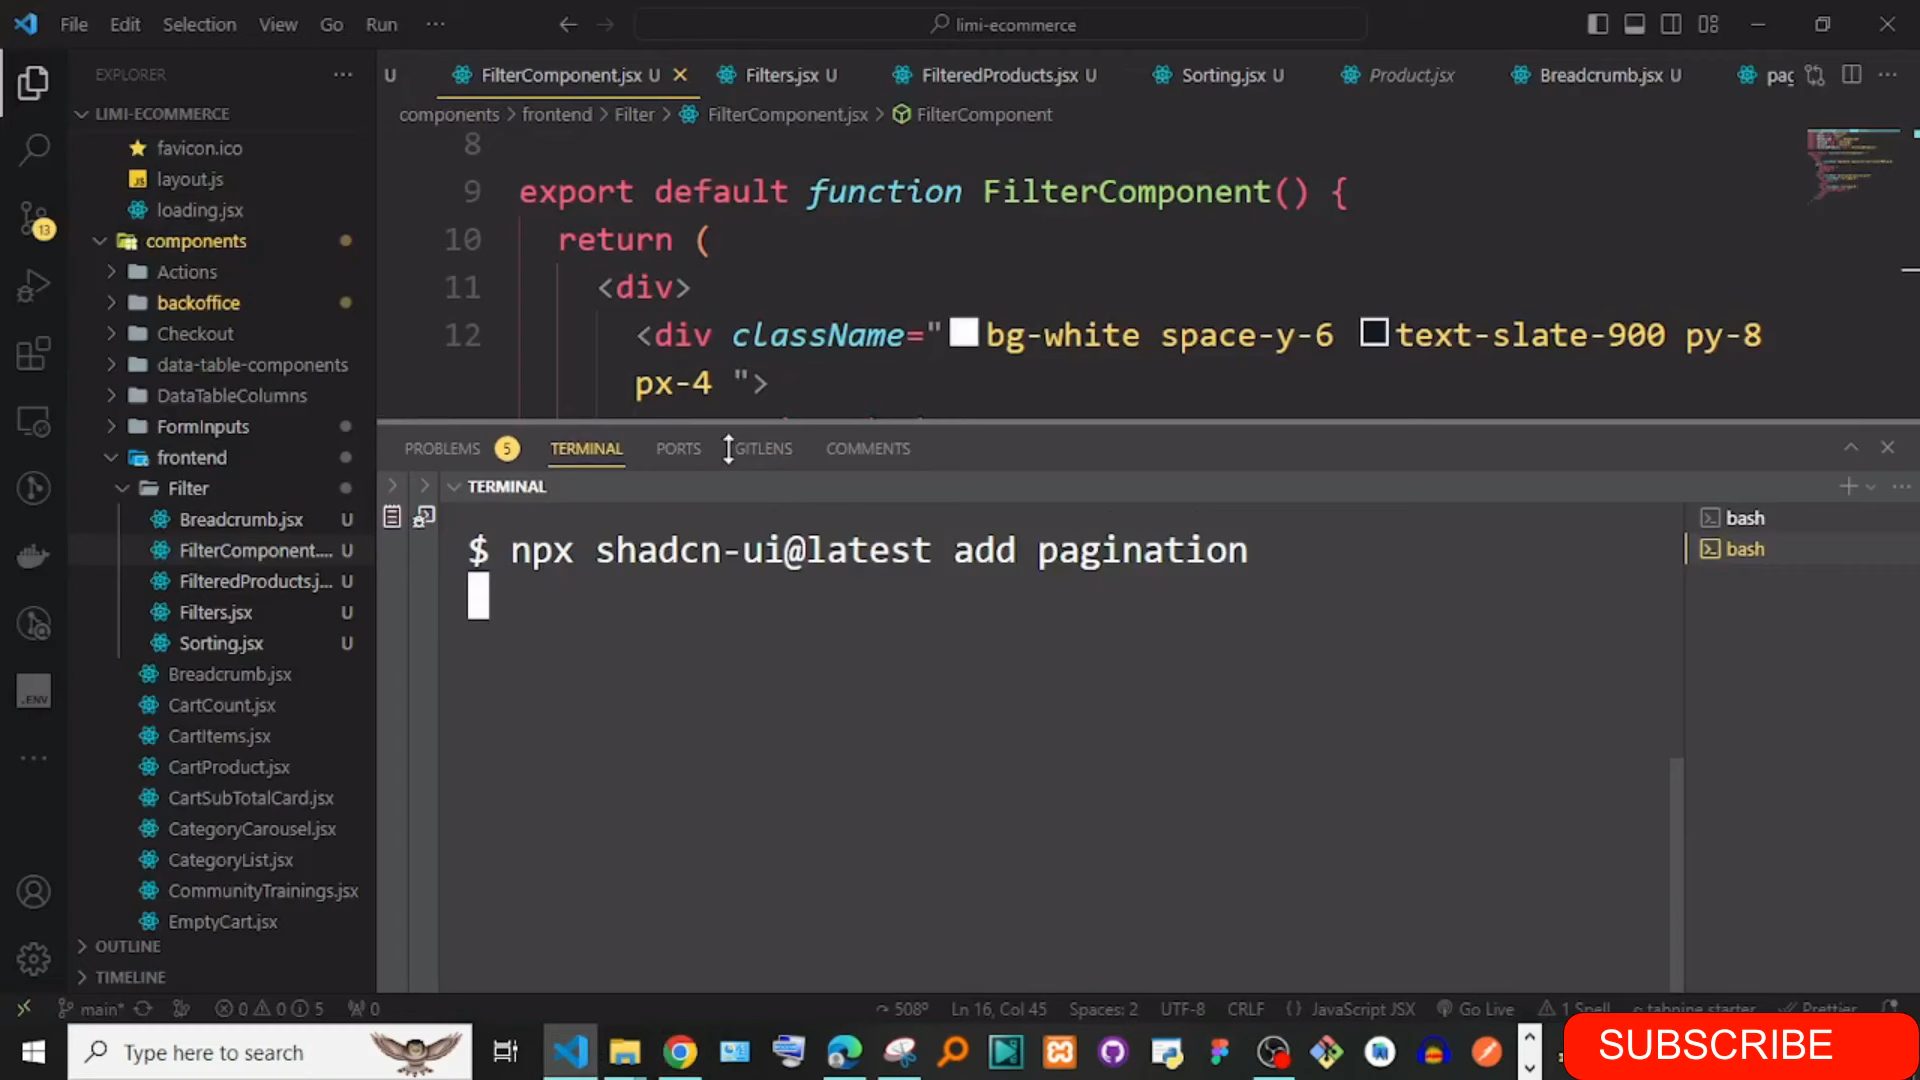 File Edit Selection View Go Run ···
limi-ecommerce
EXPLORER
LIMI-ECOMMERCE
favicon.ico
layout.js
loading.jsx
components
Actions
backoffice
Checkout
data-table-components
DataTableColumns
FormInputs
frontend
Filter
Breadcrumb.jsx U
FilterComponent.... U
FilteredProducts.j... U
Filters.jsx U
Sorting.jsx U
Breadcrumb.jsx
CartCount.jsx
CartItems.jsx
CartProduct.jsx
CartSubTotalCard.jsx
CategoryCarousel.jsx
CategoryList.jsx
CommunityTrainings.jsx
EmptyCart.jsx
OUTLINE
TIMELINE
13
.ENV
U FilterComponent.jsx U Filters.jsx U FilteredProducts.jsx U Sorting.jsx U Product.jsx Breadcrumb.jsx U pag
components > frontend > Filter > FilterComponent.jsx > FilterComponent
8
9 export default function FilterComponent() {
10 return (
11 <div>
12 <div className="bg-white space-y-6 text-slate-900 py-8
px-4 ">
PROBLEMS 5 TERMINAL PORTS GITLENS COMMENTS
TERMINAL
$ npx shadcn-ui@latest add pagination
bash
bash
main* 0 0 5 0 508º Ln 16, Col 45 Spaces: 2 UTF-8 CRLF {} JavaScript JSX Go Live 1 Spell tabnine starter Prettier
Type here to search
SUBSCRIBE